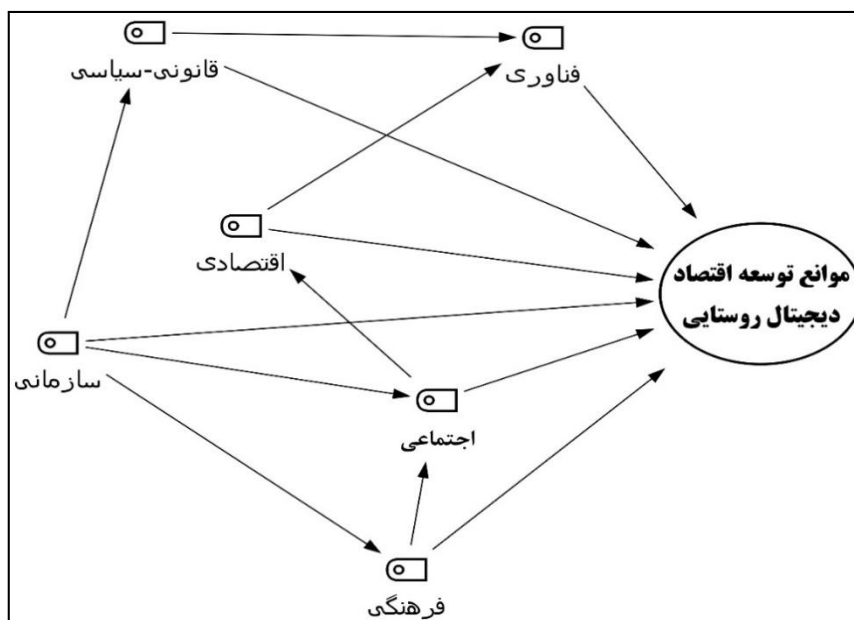 قانونی-سیاسی
فناوری
اقتصادی
موانع توسعه اقتصاد
دیجیتال روستایی
سازمانی
اجتماعی
فرهنگی